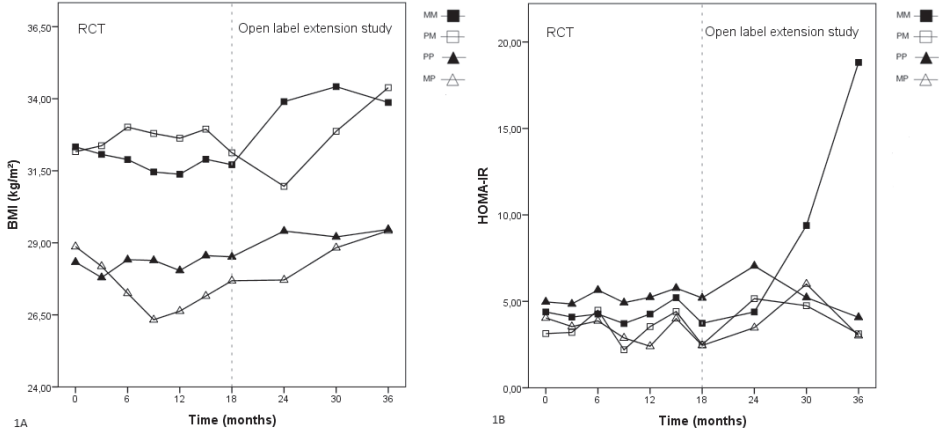 RCT
Open label extension study
MM
PM
PP
MP
36,50
34,00
31,50
29,00
26,50
24,00
BMI (kg/m²)
0 6 12 18 24 30 36
Time (months)
1A
RCT
Open label extension study
MM
PM
PP
MP
20,00
15,00
10,00
5,00
0,00
HOMA-IR
0 6 12 18 24 30 36
Time (months)
1B